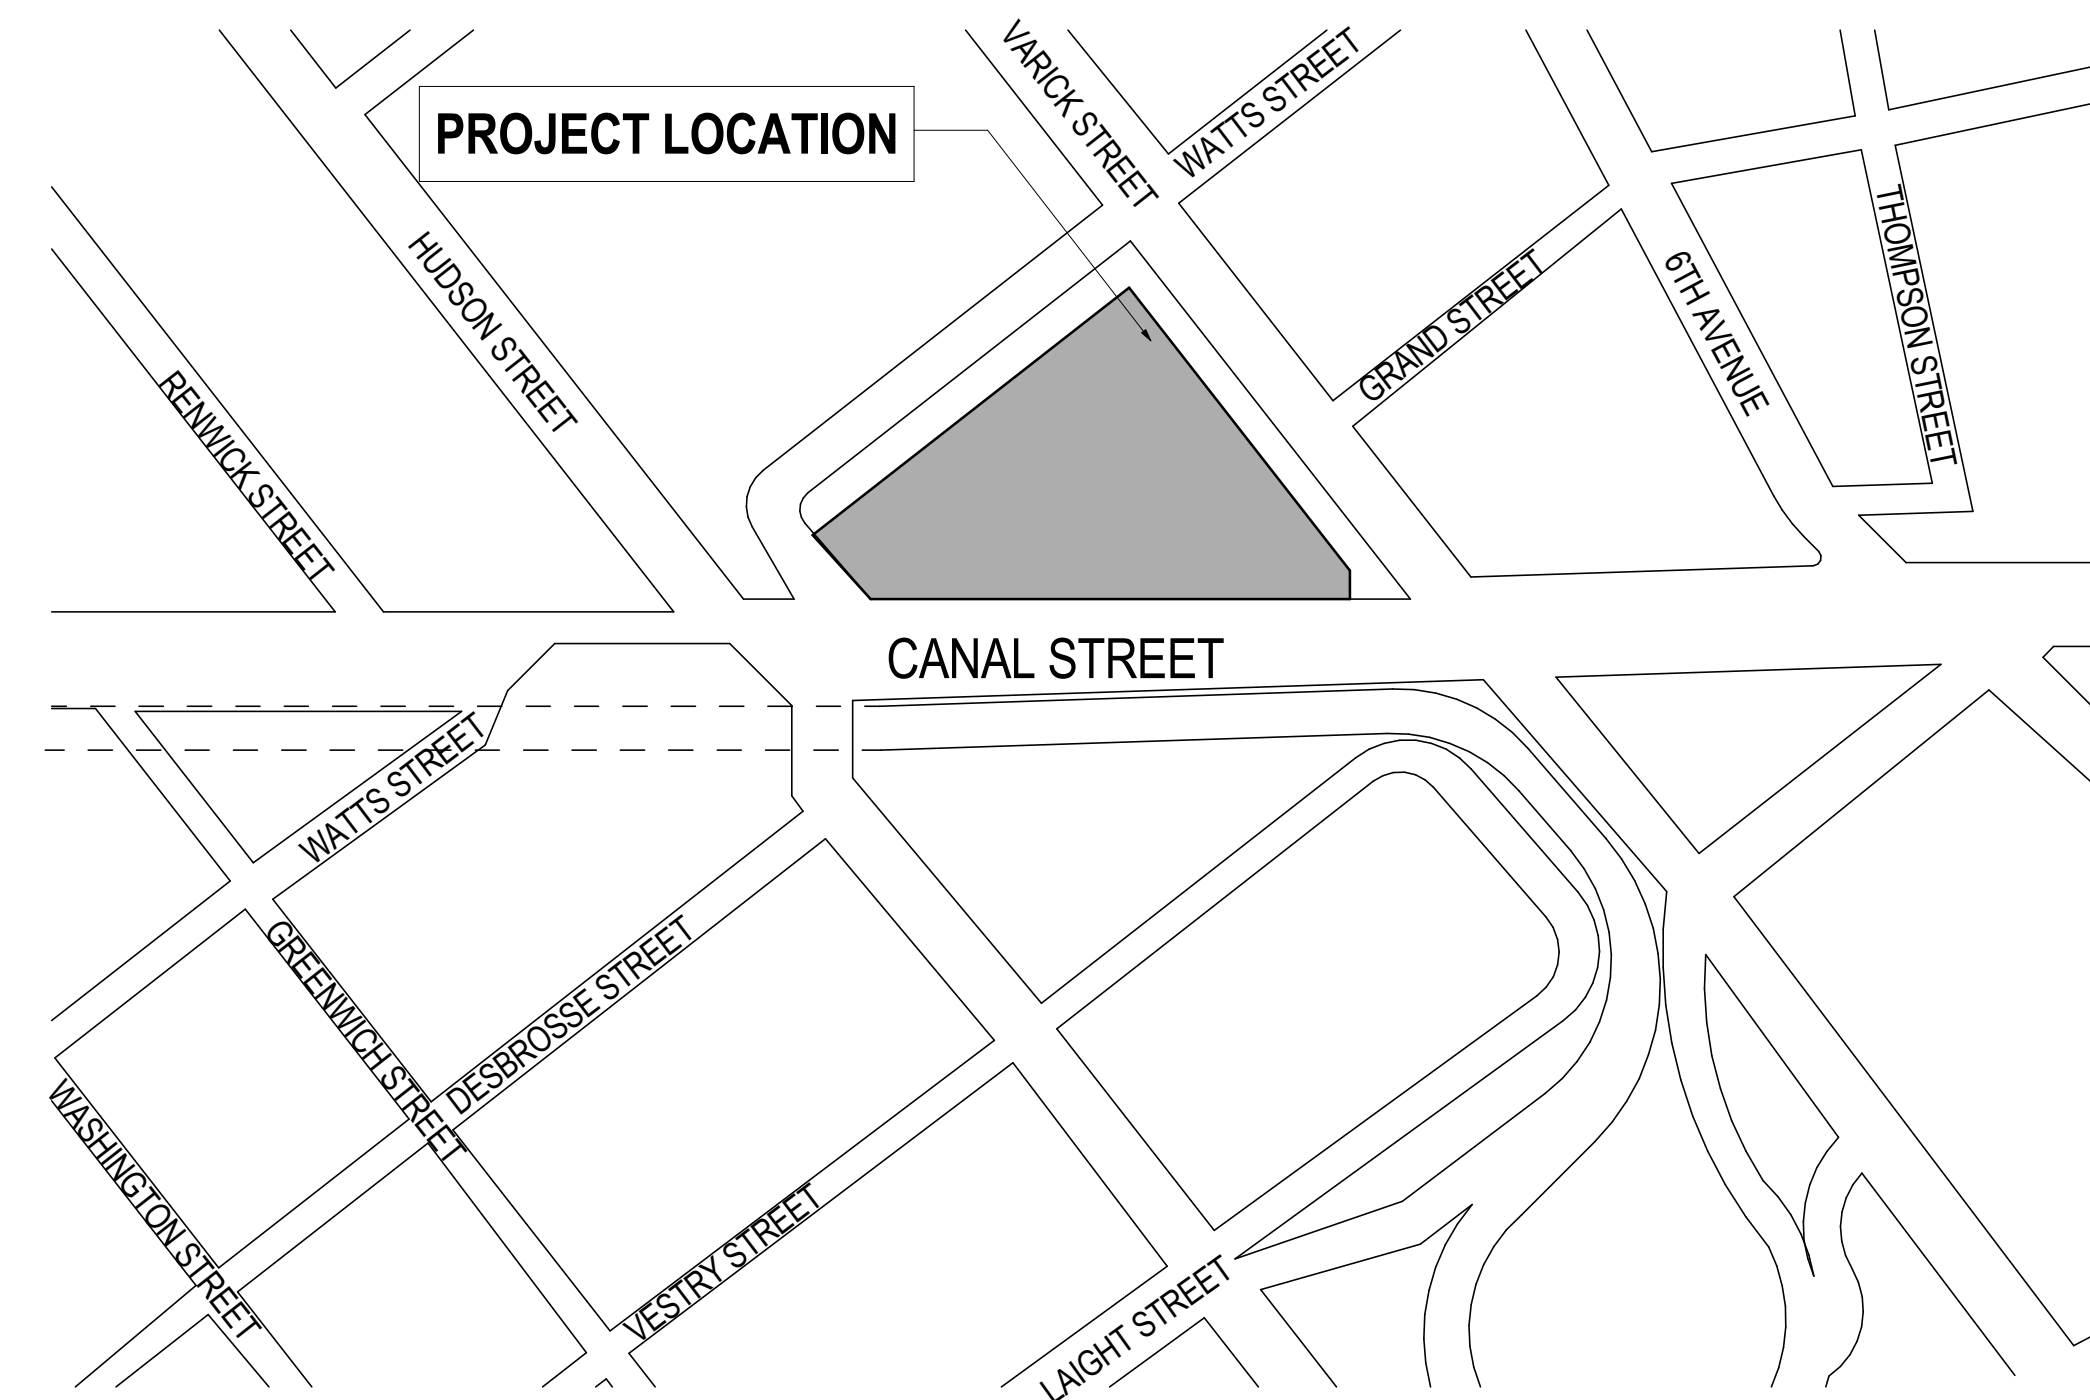 VARICK STREET
WATTS STREET
PROJECT LOCATION
HUDSON STREET
THOMPSON STREET
GRAND STREET
6TH AVENUE
RENWICK STREET
CANAL STREET
WATTS STREET
GREENWICH STREET
DESBROSSE STREET
WASHINGTON STREET
VESTRY STREET
LAIGHT STREET